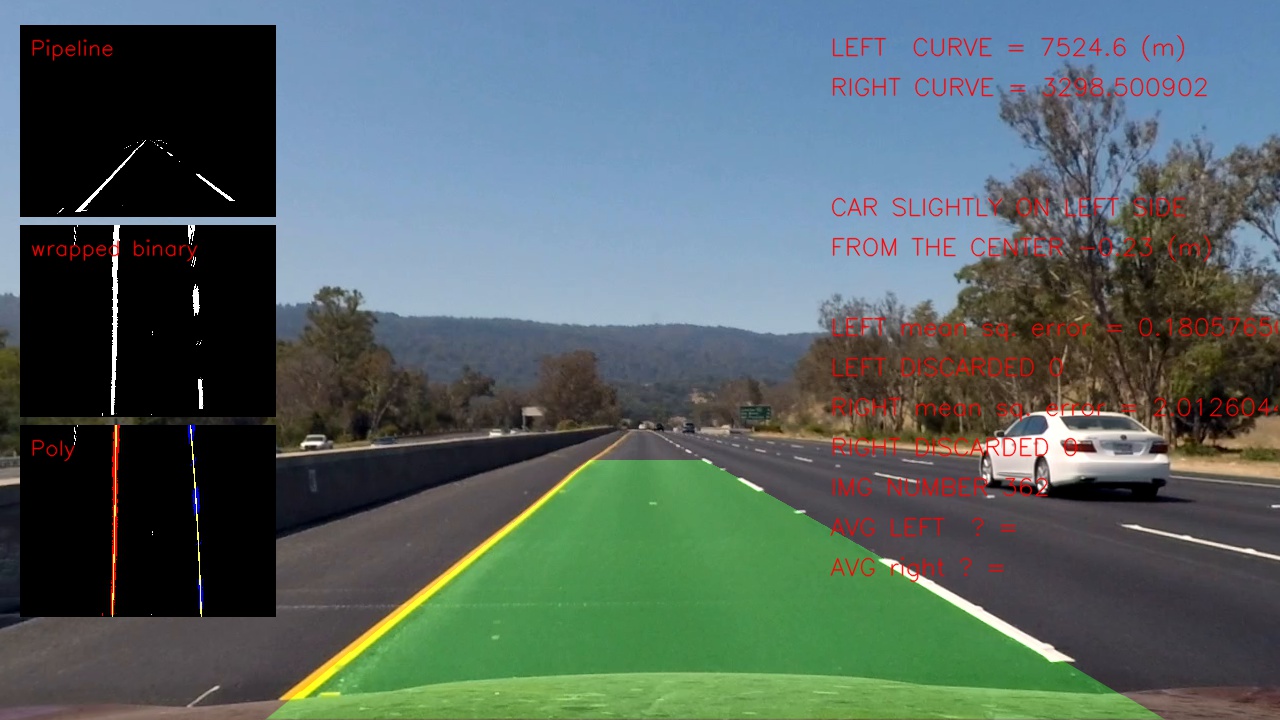 Pipeline
wrapped binary
Poly
LEFT CURVE = 7524.6 (m)
RIGHT CURVE = 3298.500902
CAR SLIGHTLY ON LEFT SIDE
FROM THE CENTER -0.23 (m)
LEFT mean sq. error = 0.1805765
LEFT DISCARDED 0
RIGHT mean sq. error = 2.012604
RIGHT DISCARDED 0
IMG NUMBER 362
AVG LEFT ? =
AVG right ? =